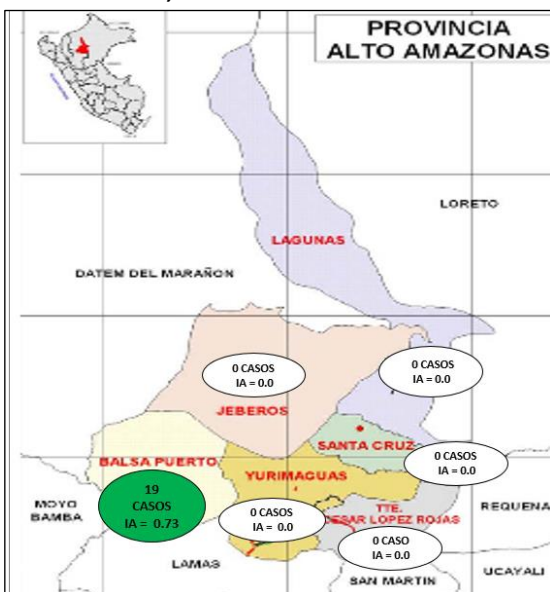 PROVINCIA
ALTO AMAZONAS
LORETO
LAGUNAS
DATEM DEL MARAÑON
0 CASOS
IA = 0.0
0 CASOS
IA = 0.0
JEBEROS
SANTA CRUZ
BALSA PUERTO
YURIMAGUAS
0 CASOS
IA = 0.0
19
CASOS
IA = 0.73
MOYO
BAMBA
0 CASOS
IA = 0.0
TTE.
ESAR LOPEZ ROJAS
REQUENA
0 CASO
IA = 0.0
LAMAS
SAN MARTIN
UCAYALI